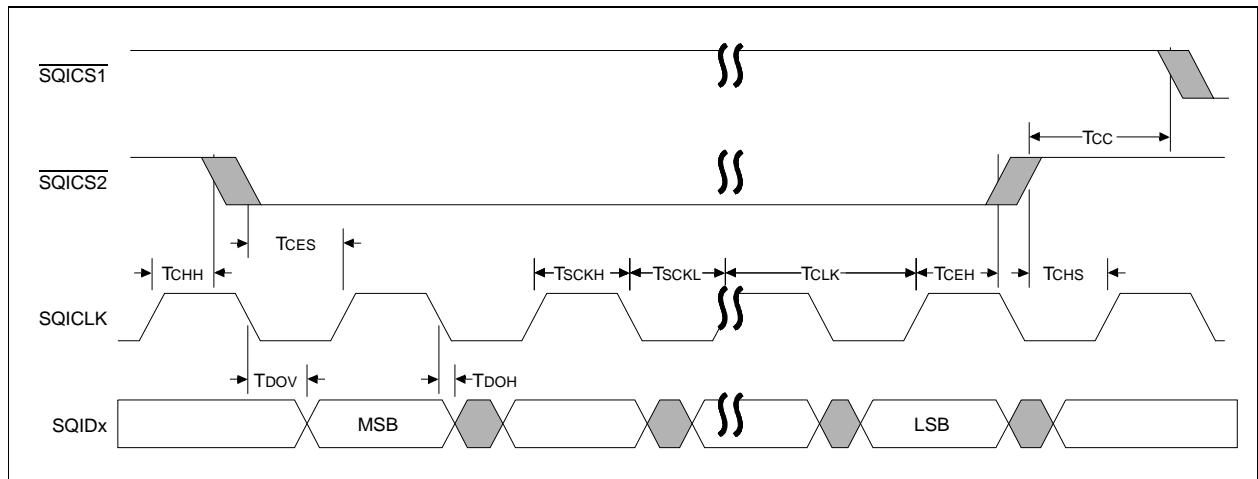 SQICS1
TCC
SQICS2
TCES
TCHH
TSCKH
TSCKL
TCLK
TCEH
TCHS
SQICLK
TDOV
TDOH
SQIDx
MSB
LSB